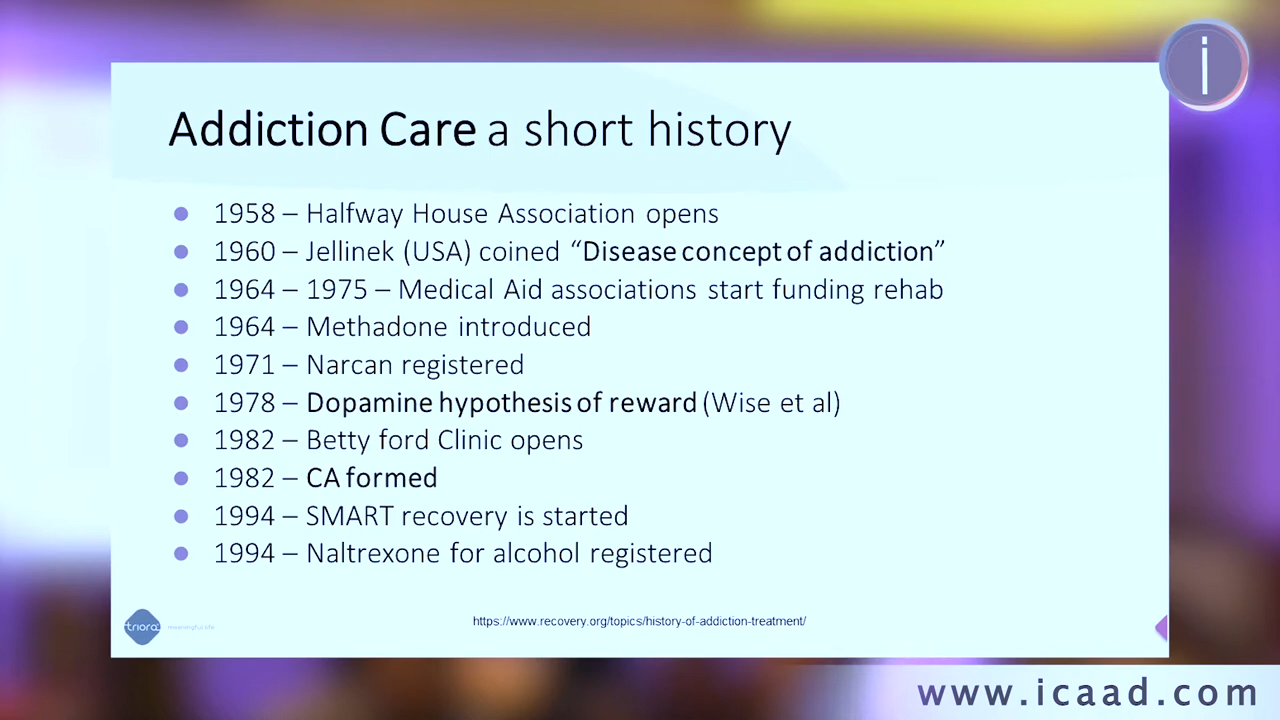 i
Addiction Care a short history
1958 – Halfway House Association opens
1960 – Jellinek (USA) coined “Disease concept of addiction”
1964 – 1975 – Medical Aid associations start funding rehab
1964 – Methadone introduced
1971 – Narcan registered
1978 – Dopamine hypothesis of reward (Wise et al)
1982 – Betty ford Clinic opens
1982 – CA formed
1994 – SMART recovery is started
1994 – Naltrexone for alcohol registered
triora meaningful life
https://www.recovery.org/topics/history-of-addiction-treatment/
www.icaad.com